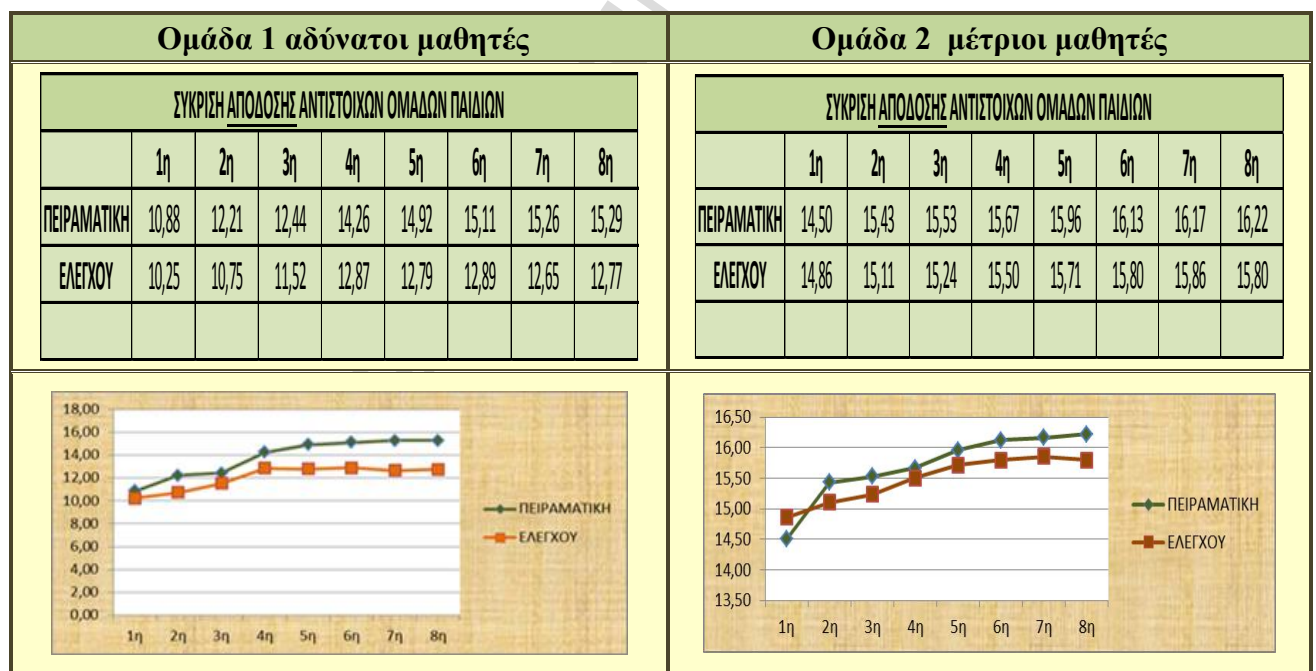 Ομάδα 1 αδύνατοι μαθητές
ΣΥΚΡΙΣΗ ΑΠΟΔΟΣΗΣ ΑΝΤΙΣΤΟΙΧΩΝ ΟΜΑΔΩΝ ΠΑΙΔΙΩΝ
1η 2η 3η 4η 5η 6η 7η 8η
ΠΕΙΡΑΜΑΤΙΚΗ 10,88 12,21 12,44 14,26 14,92 15,11 15,26 15,29
ΕΛΕΓΧΟΥ 10,25 10,75 11,52 12,87 12,79 12,89 12,65 12,77
Ομάδα 2 μέτριοι μαθητές
ΣΥΚΡΙΣΗ ΑΠΟΔΟΣΗΣ ΑΝΤΙΣΤΟΙΧΩΝ ΟΜΑΔΩΝ ΠΑΙΔΙΩΝ
1η 2η 3η 4η 5η 6η 7η 8η
ΠΕΙΡΑΜΑΤΙΚΗ 14,50 15,43 15,53 15,67 15,96 16,13 16,17 16,22
ΕΛΕΓΧΟΥ 14,86 15,11 15,24 15,50 15,71 15,80 15,86 15,80
18,00
16,00
14,00
12,00
10,00
8,00
6,00
4,00
2,00
0,00
1η 2η 3η 4η 5η 6η 7η 8η
ΠΕΙΡΑΜΑΤΙΚΗ
ΕΛΕΓΧΟΥ
16,50
16,00
15,50
15,00
14,50
14,00
13,50
1η 2η 3η 4η 5η 6η 7η 8η
ΠΕΙΡΑΜΑΤΙΚΗ
ΕΛΕΓΧΟΥ